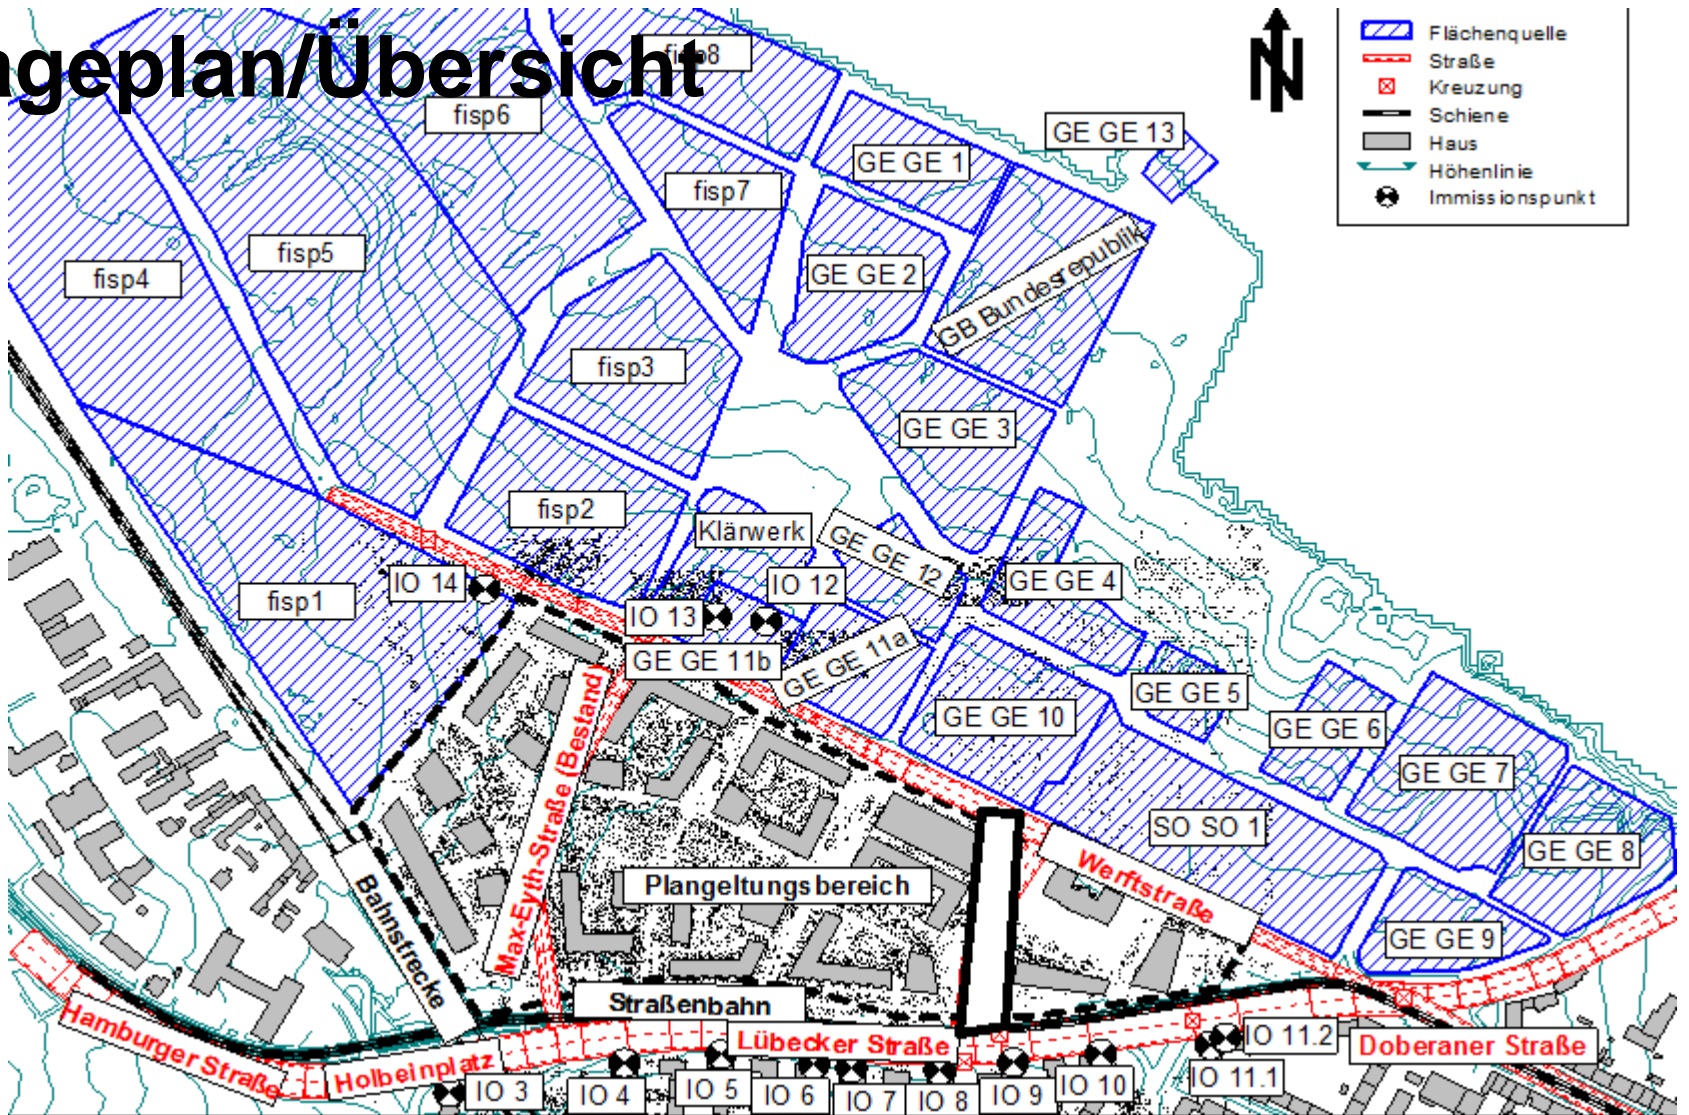 ageplan/Übersicht
Flächenquelle
Straße
Kreuzung
Schiene
Haus
Höhenlinie
Immissionspunkt
fisp8
fisp6
GE GE 13
GE GE 1
fisp7
fisp5
fisp4
GE GE 2
GB Bundesrepublik
fisp3
GE GE 3
fisp2
Klärwerk
GE GE 12
GE GE 4
IO 14
IO 12
fisp1
IO 13
GE GE 11b
GE GE 11a
GE GE 5
GE GE 10
GE GE 6
GE GE 7
Max-Eyth-Straße (Bestand)
SO SO 1
GE GE 8
Plangeltungsbereich
Werftstraße
Bahnstrecke
GE GE 9
Straßenbahn
Hamburger Straße
Holbeinplatz
Lübecker Straße
IO 11.2
Doberaner Straße
IO 3
IO 4
IO 5
IO 6
IO 7
IO 8
IO 9
IO 10
IO 11.1